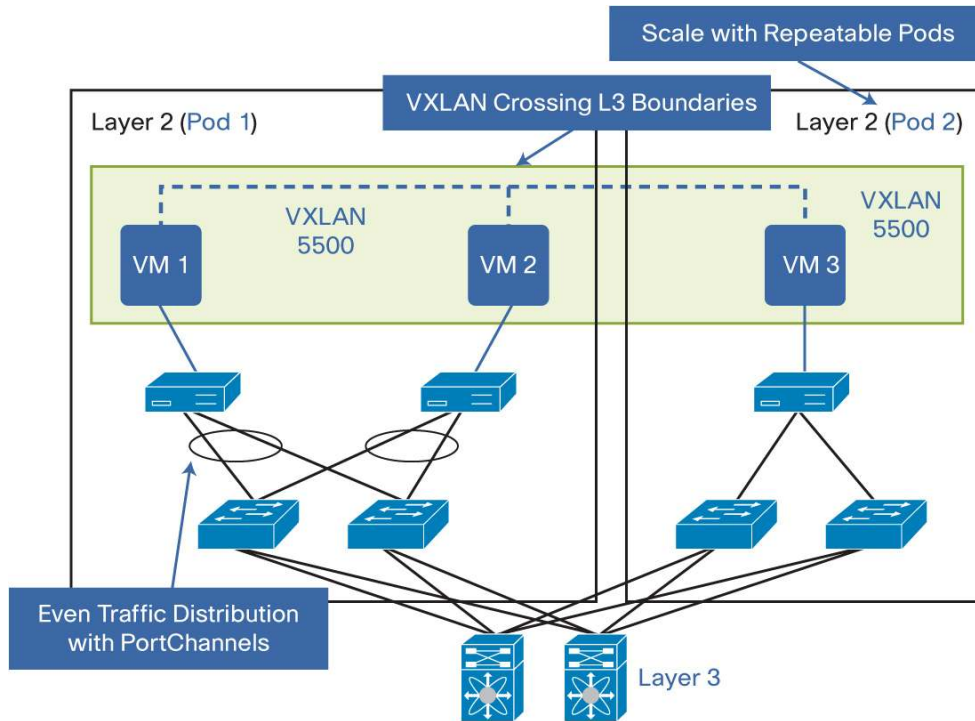 Scale with Repeatable Pods
VXLAN Crossing L3 Boundaries
Layer 2 (Pod 1)
Layer 2 (Pod 2)
VXLAN
5500
VXLAN
5500
VM 1
VM 2
VM 3
Even Traffic Distribution
with PortChannels
Layer 3